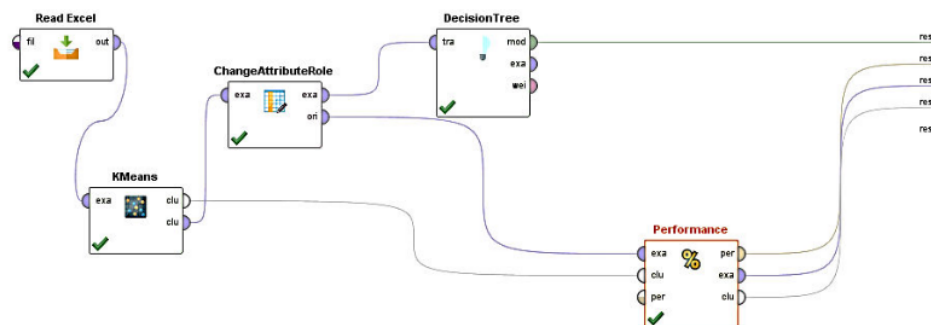 Read Excel
fil out
DecisionTree
tra mod
exa
wei
res
res
res
res
res
ChangeAttributeRole
exa exa
ori
KMeans
exa clu
clu
Performance
exa % per
clu exa
per clu